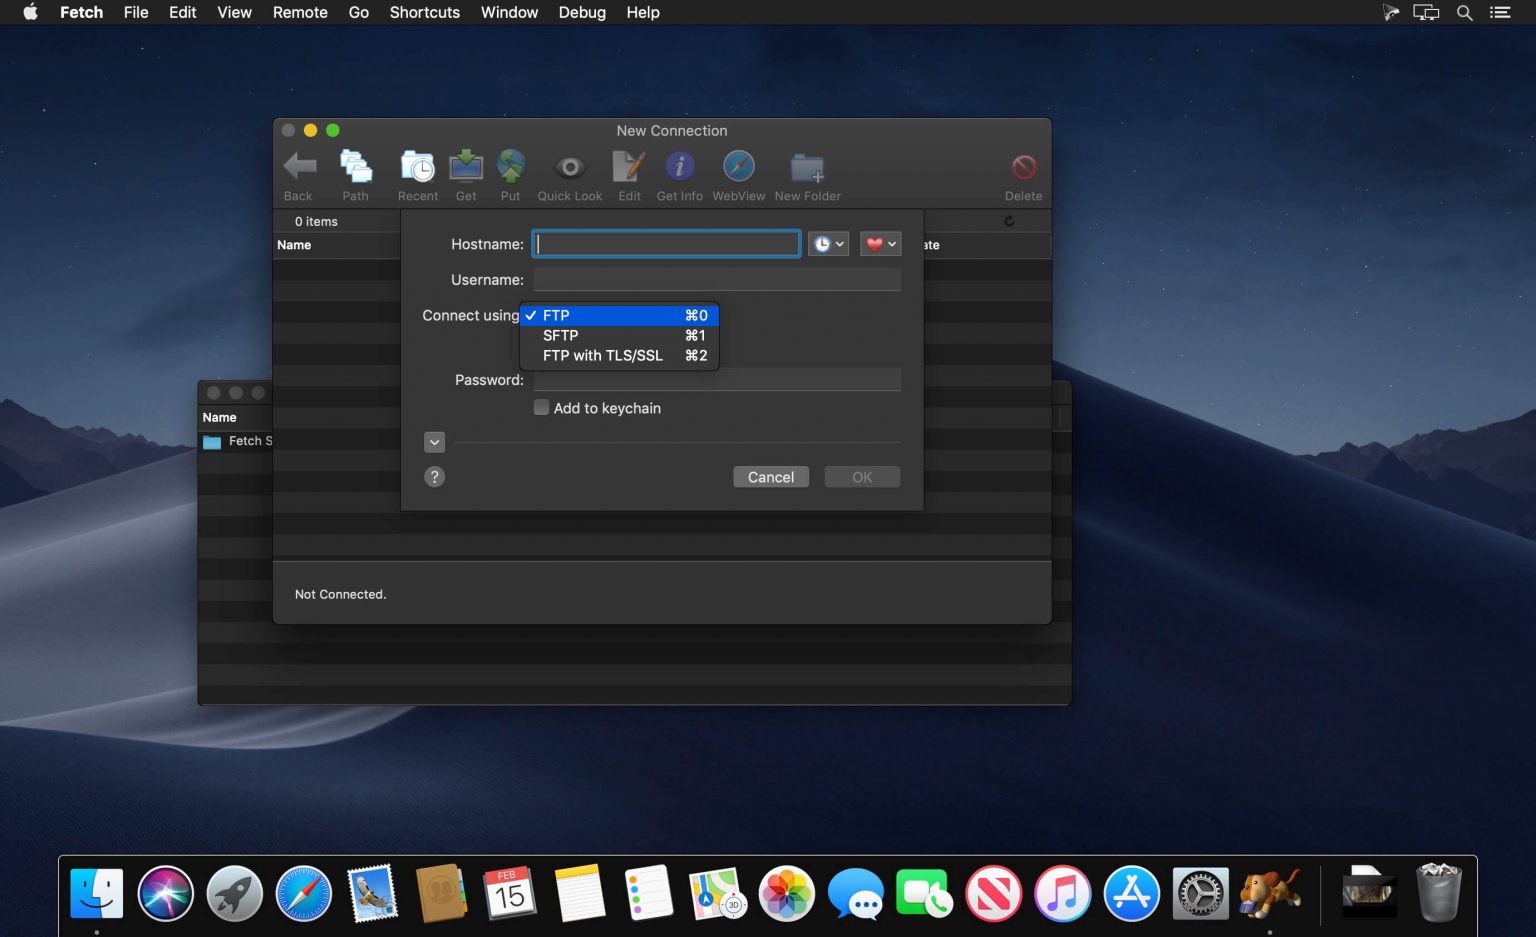 Fetch File Edit View Remote Go Shortcuts Window Debug Help
New Connection
Back Path Recent Get Put Quick Look Edit Get Info WebView New Folder Delete
0 items
Name ate
Hostname:
Username:
Connect using
✓ FTP ⌘0
SFTP ⌘1
FTP with TLS/SSL ⌘2
Password:
Add to keychain
?
Cancel OK
Not Connected.
Name
Fetch S
FEB
15
3D